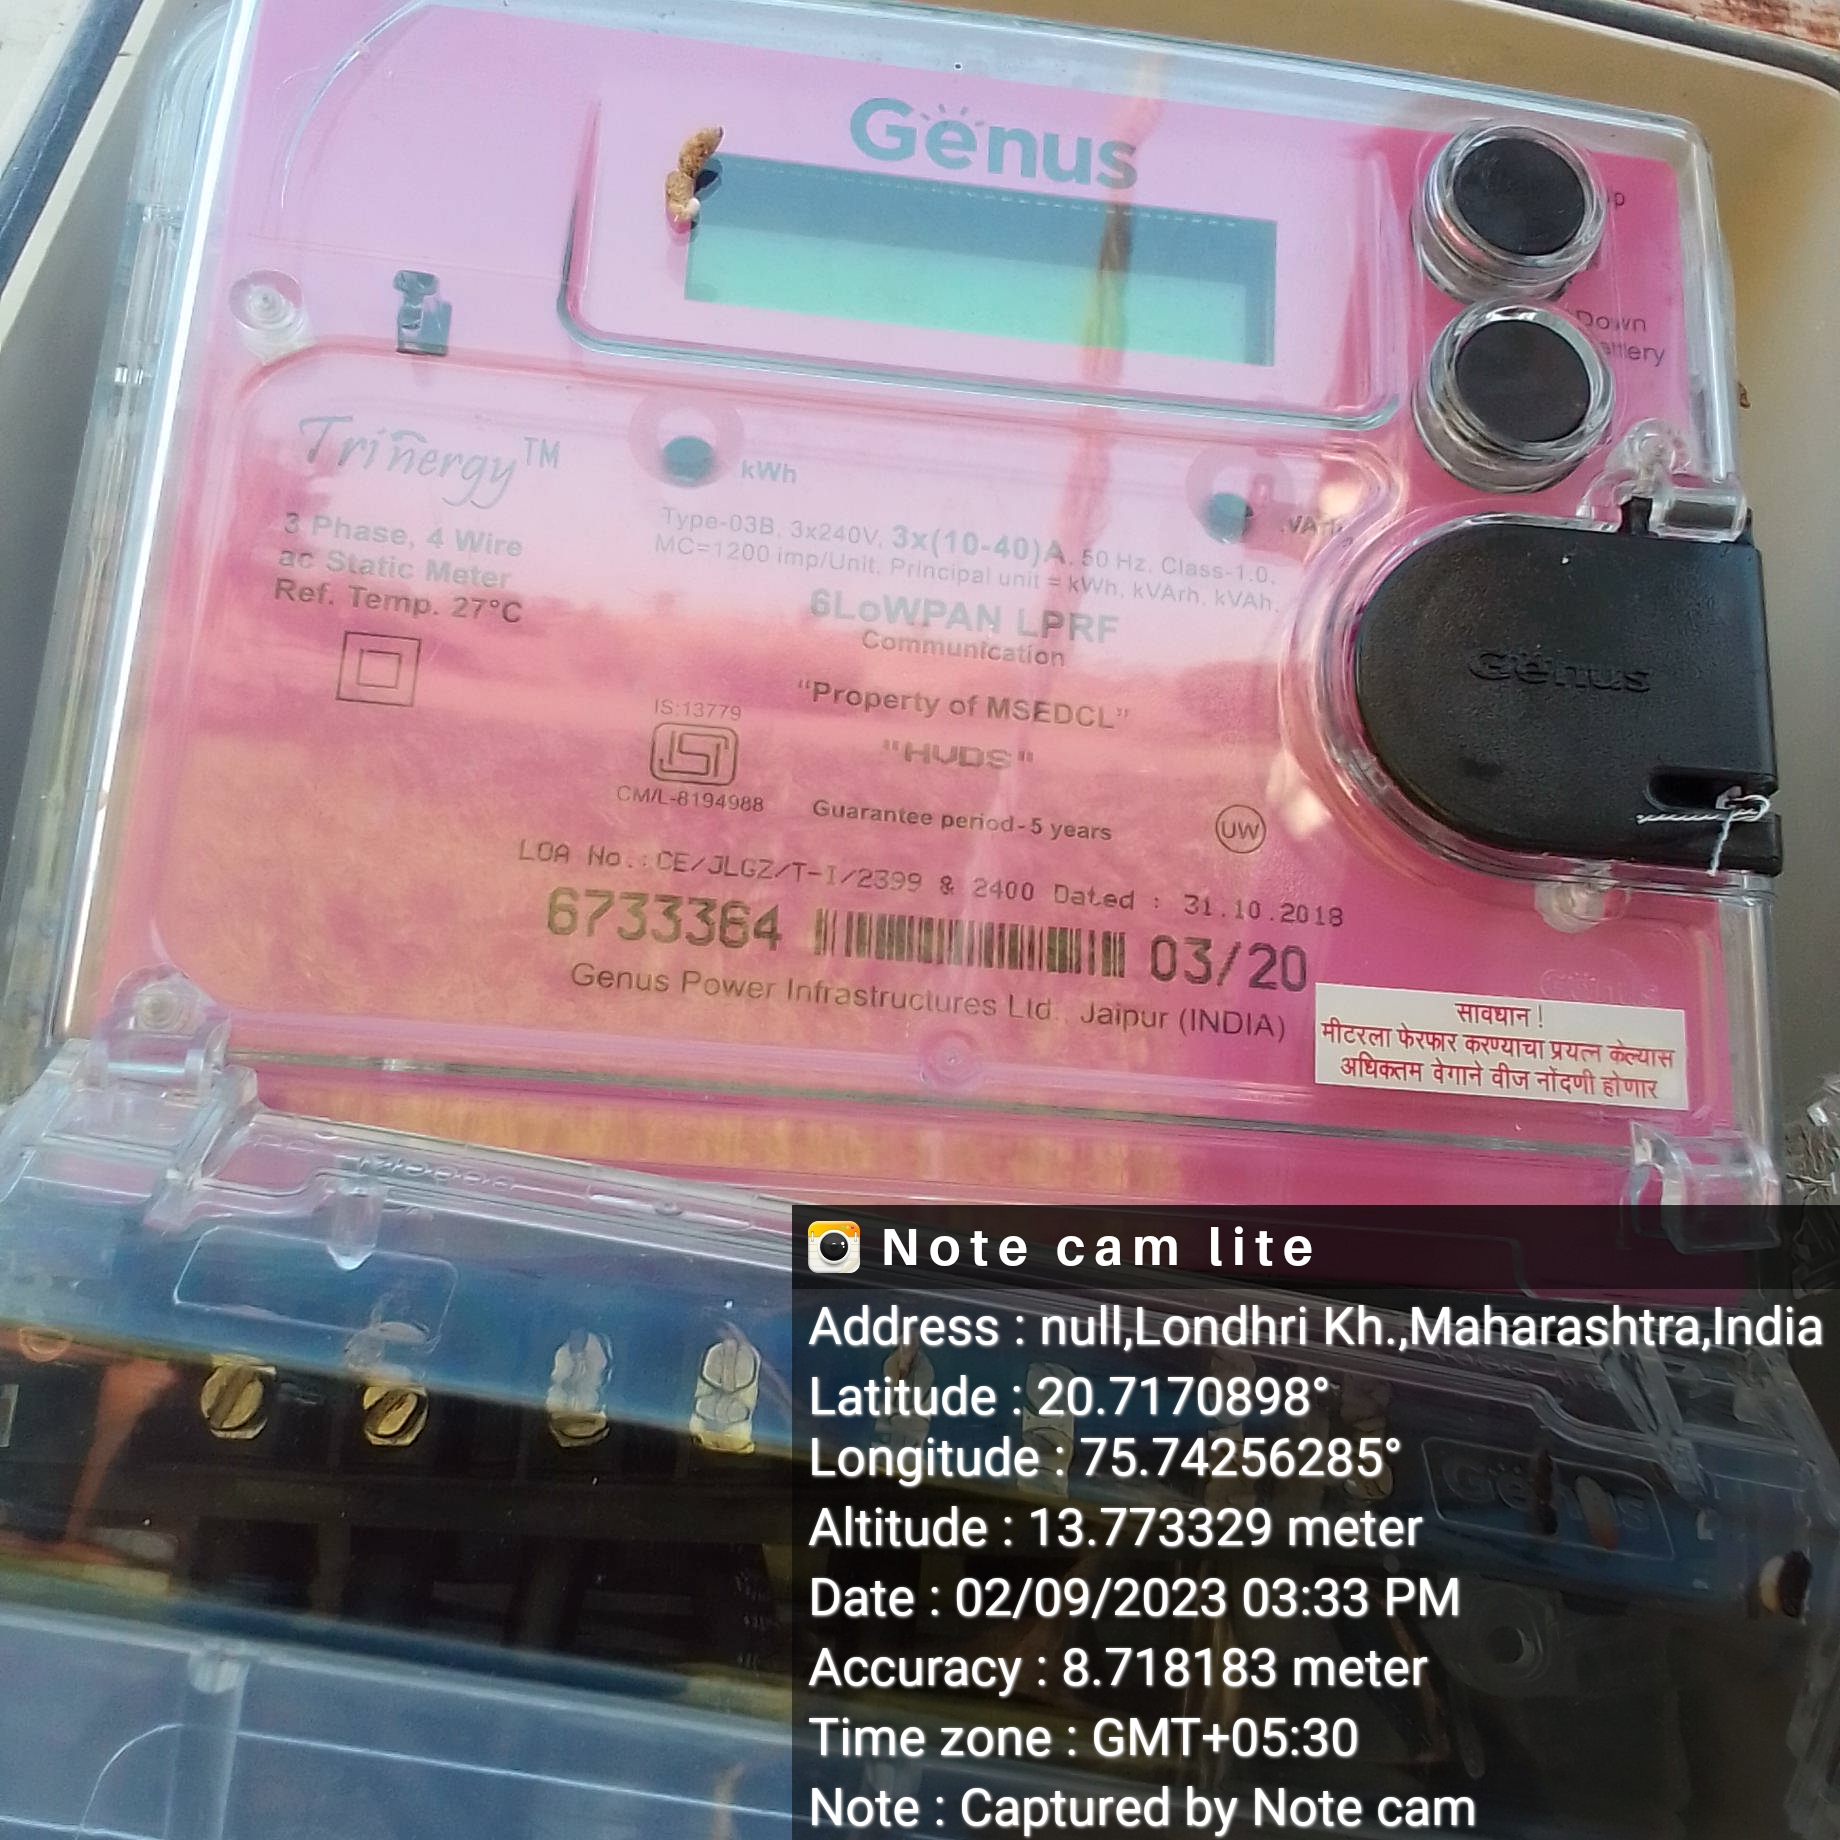 Genus
Down
Trinergy™
kWh
3 Phase, 4 Wire
ac Static Meter
Ref. Temp. 27°C
Type-03B, 3x240V, 3x(10-40)A, 50 Hz, Class-1.0,
MC=1200 imp/Unit, Principal unit = kWh, kVArh, kVAh,
6LoWPAN LPRF
Communication
Genus
"Property of MSEDCL"
"HVDS"
IS:13779
CM/L-8194988
Guarantee period-5 years
UW
LOA No.:CE/JLGZ/T-I/2399 & 2400 Dated : 31.10.2018
6733364 03/20
Genus Power Infrastructures Ltd., Jaipur (INDIA)
सावधान !
मीटरला फेरफार करण्याचा प्रयत्न केल्यास
अधिकतम वेगाने वीज नोंदणी होणार
Note cam lite
Address : null,Londhri Kh.,Maharashtra,India
Latitude : 20.7170898°
Longitude : 75.74256285°
Altitude : 13.773329 meter
Date : 02/09/2023 03:33 PM
Accuracy : 8.718183 meter
Time zone : GMT+05:30
Note : Captured by Note cam